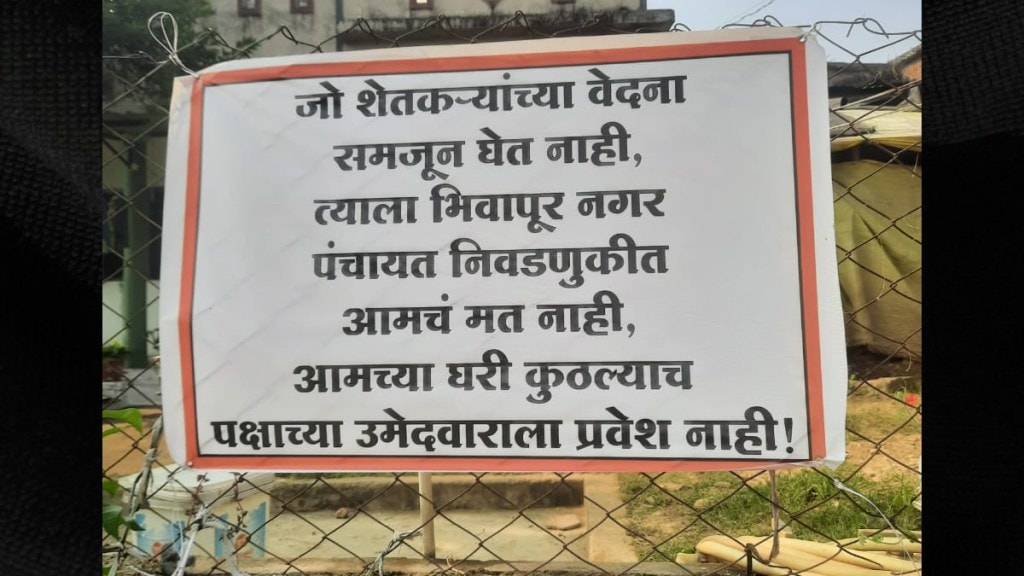 जो शेतकऱ्यांच्या वेदना
समजून घेत नाही,
त्याला भिवापूर नगर
पंचायत निवडणुकीत
आमचं मत नाही,
आमच्या घरी कुठल्याच
पक्षाच्या उमेदवाराला प्रवेश नाही!